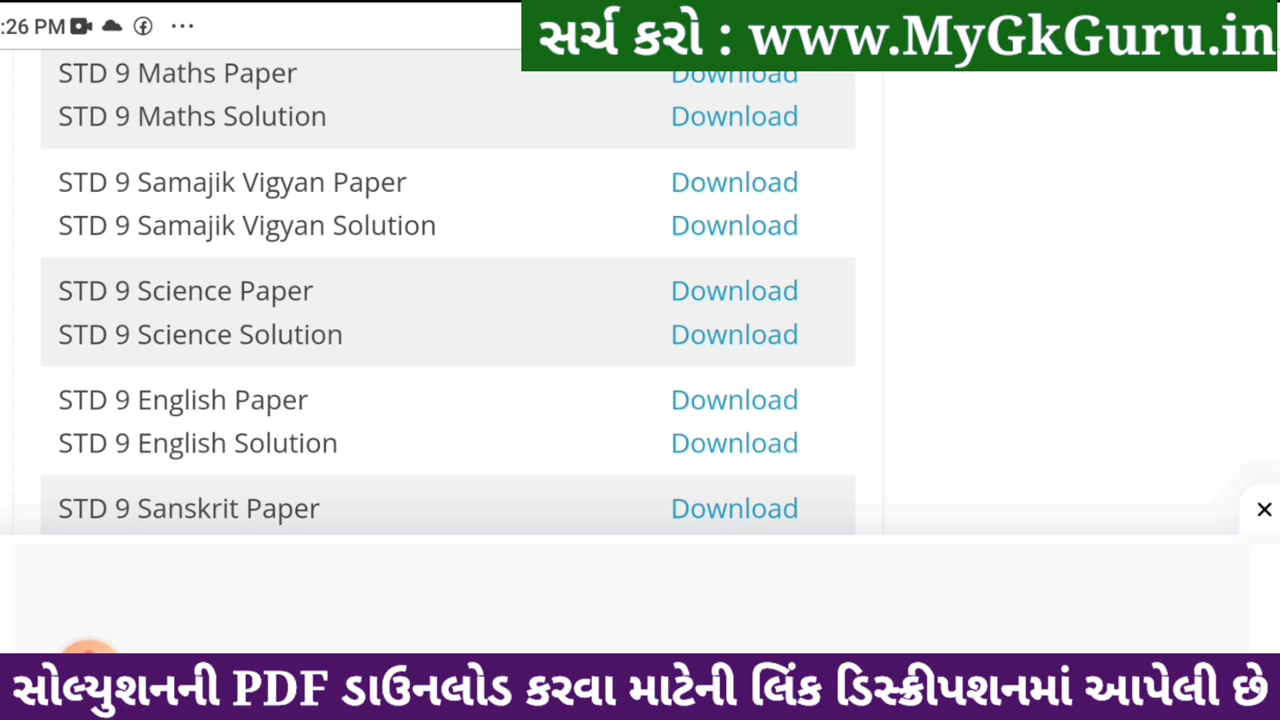 :26 PM
સર્ચ કરો : www.MyGkGuru.in
STD 9 Maths Paper Download
STD 9 Maths Solution Download
STD 9 Samajik Vigyan Paper Download
STD 9 Samajik Vigyan Solution Download
STD 9 Science Paper Download
STD 9 Science Solution Download
STD 9 English Paper Download
STD 9 English Solution Download
STD 9 Sanskrit Paper Download
સોલ્યુશનની PDF ડાઉનલોડ કરવા માટેની લિંક ડિસ્ક્રીપશનમાં આપેલી છે